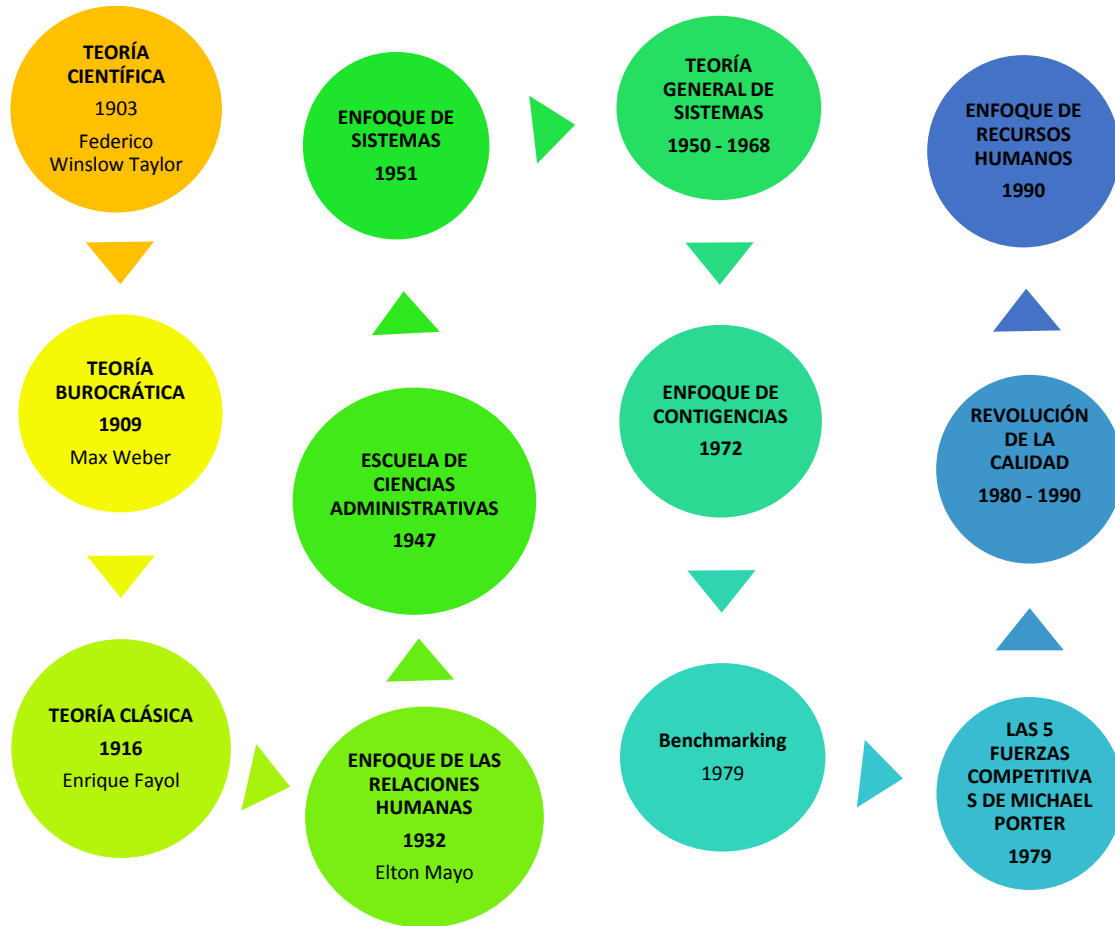 TEORÍA
CIENTÍFICA
1903
Federico
Winslow Taylor
TEORÍA
BUROCRÁTICA
1909
Max Weber
TEORÍA CLÁSICA
1916
Enrique Fayol
ENFOQUE DE LAS
RELACIONES
HUMANAS
1932
Elton Mayo
ESCUELA DE
CIENCIAS
ADMINISTRATIVAS
1947
ENFOQUE DE
SISTEMAS
1951
TEORÍA
GENERAL DE
SISTEMAS
1950 - 1968
ENFOQUE DE
CONTIGENCIAS
1972
Benchmarking
1979
LAS 5
FUERZAS
COMPETITIVA
S DE MICHAEL
PORTER
1979
REVOLUCIÓN
DE LA
CALIDAD
1980 - 1990
ENFOQUE DE
RECURSOS
HUMANOS
1990